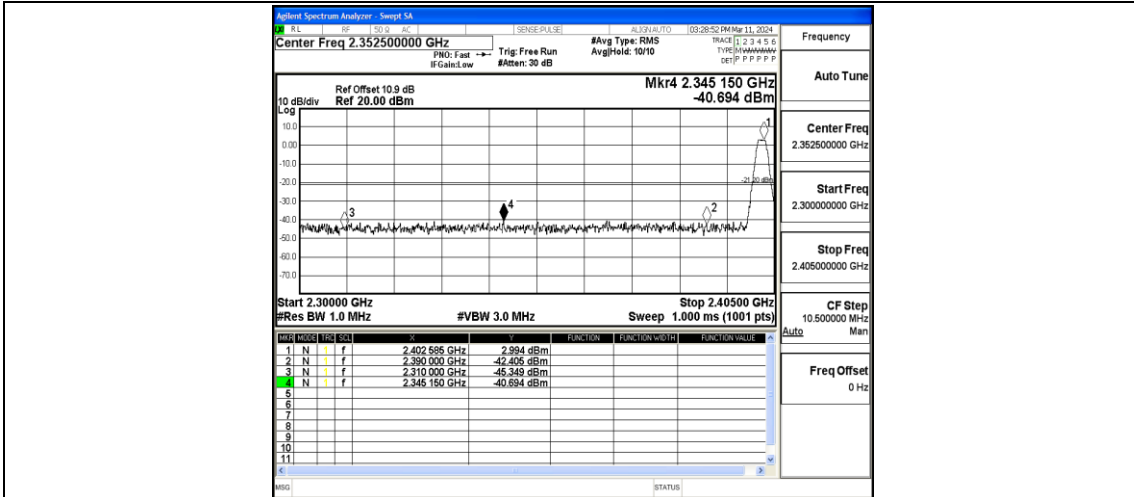 Agilent Spectrum Analyzer - Swept SA
RL RF 50 Ω AC SENSE:PULSE ALIGN AUTO 03:28:52 PM Mar 11, 2024
Center Freq 2.352500000 GHz
PNO: Fast
IFGain:Low
Trig: Free Run
#Atten: 30 dB
#Avg Type: RMS
Avg|Hold: 10/10
TRACE 1 2 3 4 5 6
TYPE M
DET P P P P P P
Mkr4 2.345 150 GHz
-40.694 dBm
Ref Offset 10.9 dB
10 dB/div Ref 20.00 dBm
Log
10.0
0.00
-10.0
-20.0
-30.0
-40.0
-50.0
-60.0
-70.0
1
-21.20 dBm
2
3
4
Start 2.30000 GHz Stop 2.40500 GHz
#Res BW 1.0 MHz #VBW 3.0 MHz Sweep 1.000 ms (1001 pts)
MKR MODE TRC SCL X Y FUNCTION FUNCTION WIDTH FUNCTION VALUE
1 N 1 f 2.402 585 GHz 2.994 dBm
2 N 1 f 2.390 000 GHz -42.405 dBm
3 N 1 f 2.310 000 GHz -45.349 dBm
4 N 1 f 2.345 150 GHz -40.694 dBm
5
6
7
8
9
10
11
MSG STATUS
Frequency
Auto Tune
Center Freq
2.352500000 GHz
Start Freq
2.300000000 GHz
Stop Freq
2.405000000 GHz
CF Step
10.500000 MHz
Auto Man
Freq Offset
0 Hz